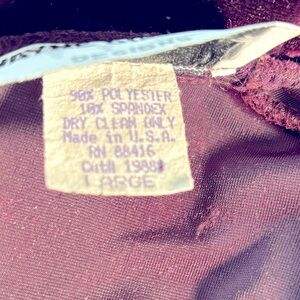 90% POLYESTER
10% SPANDEX
DRY CLEAN ONLY
Made in U.S.A.
RN 88416
Cut# 1988#
LARGE